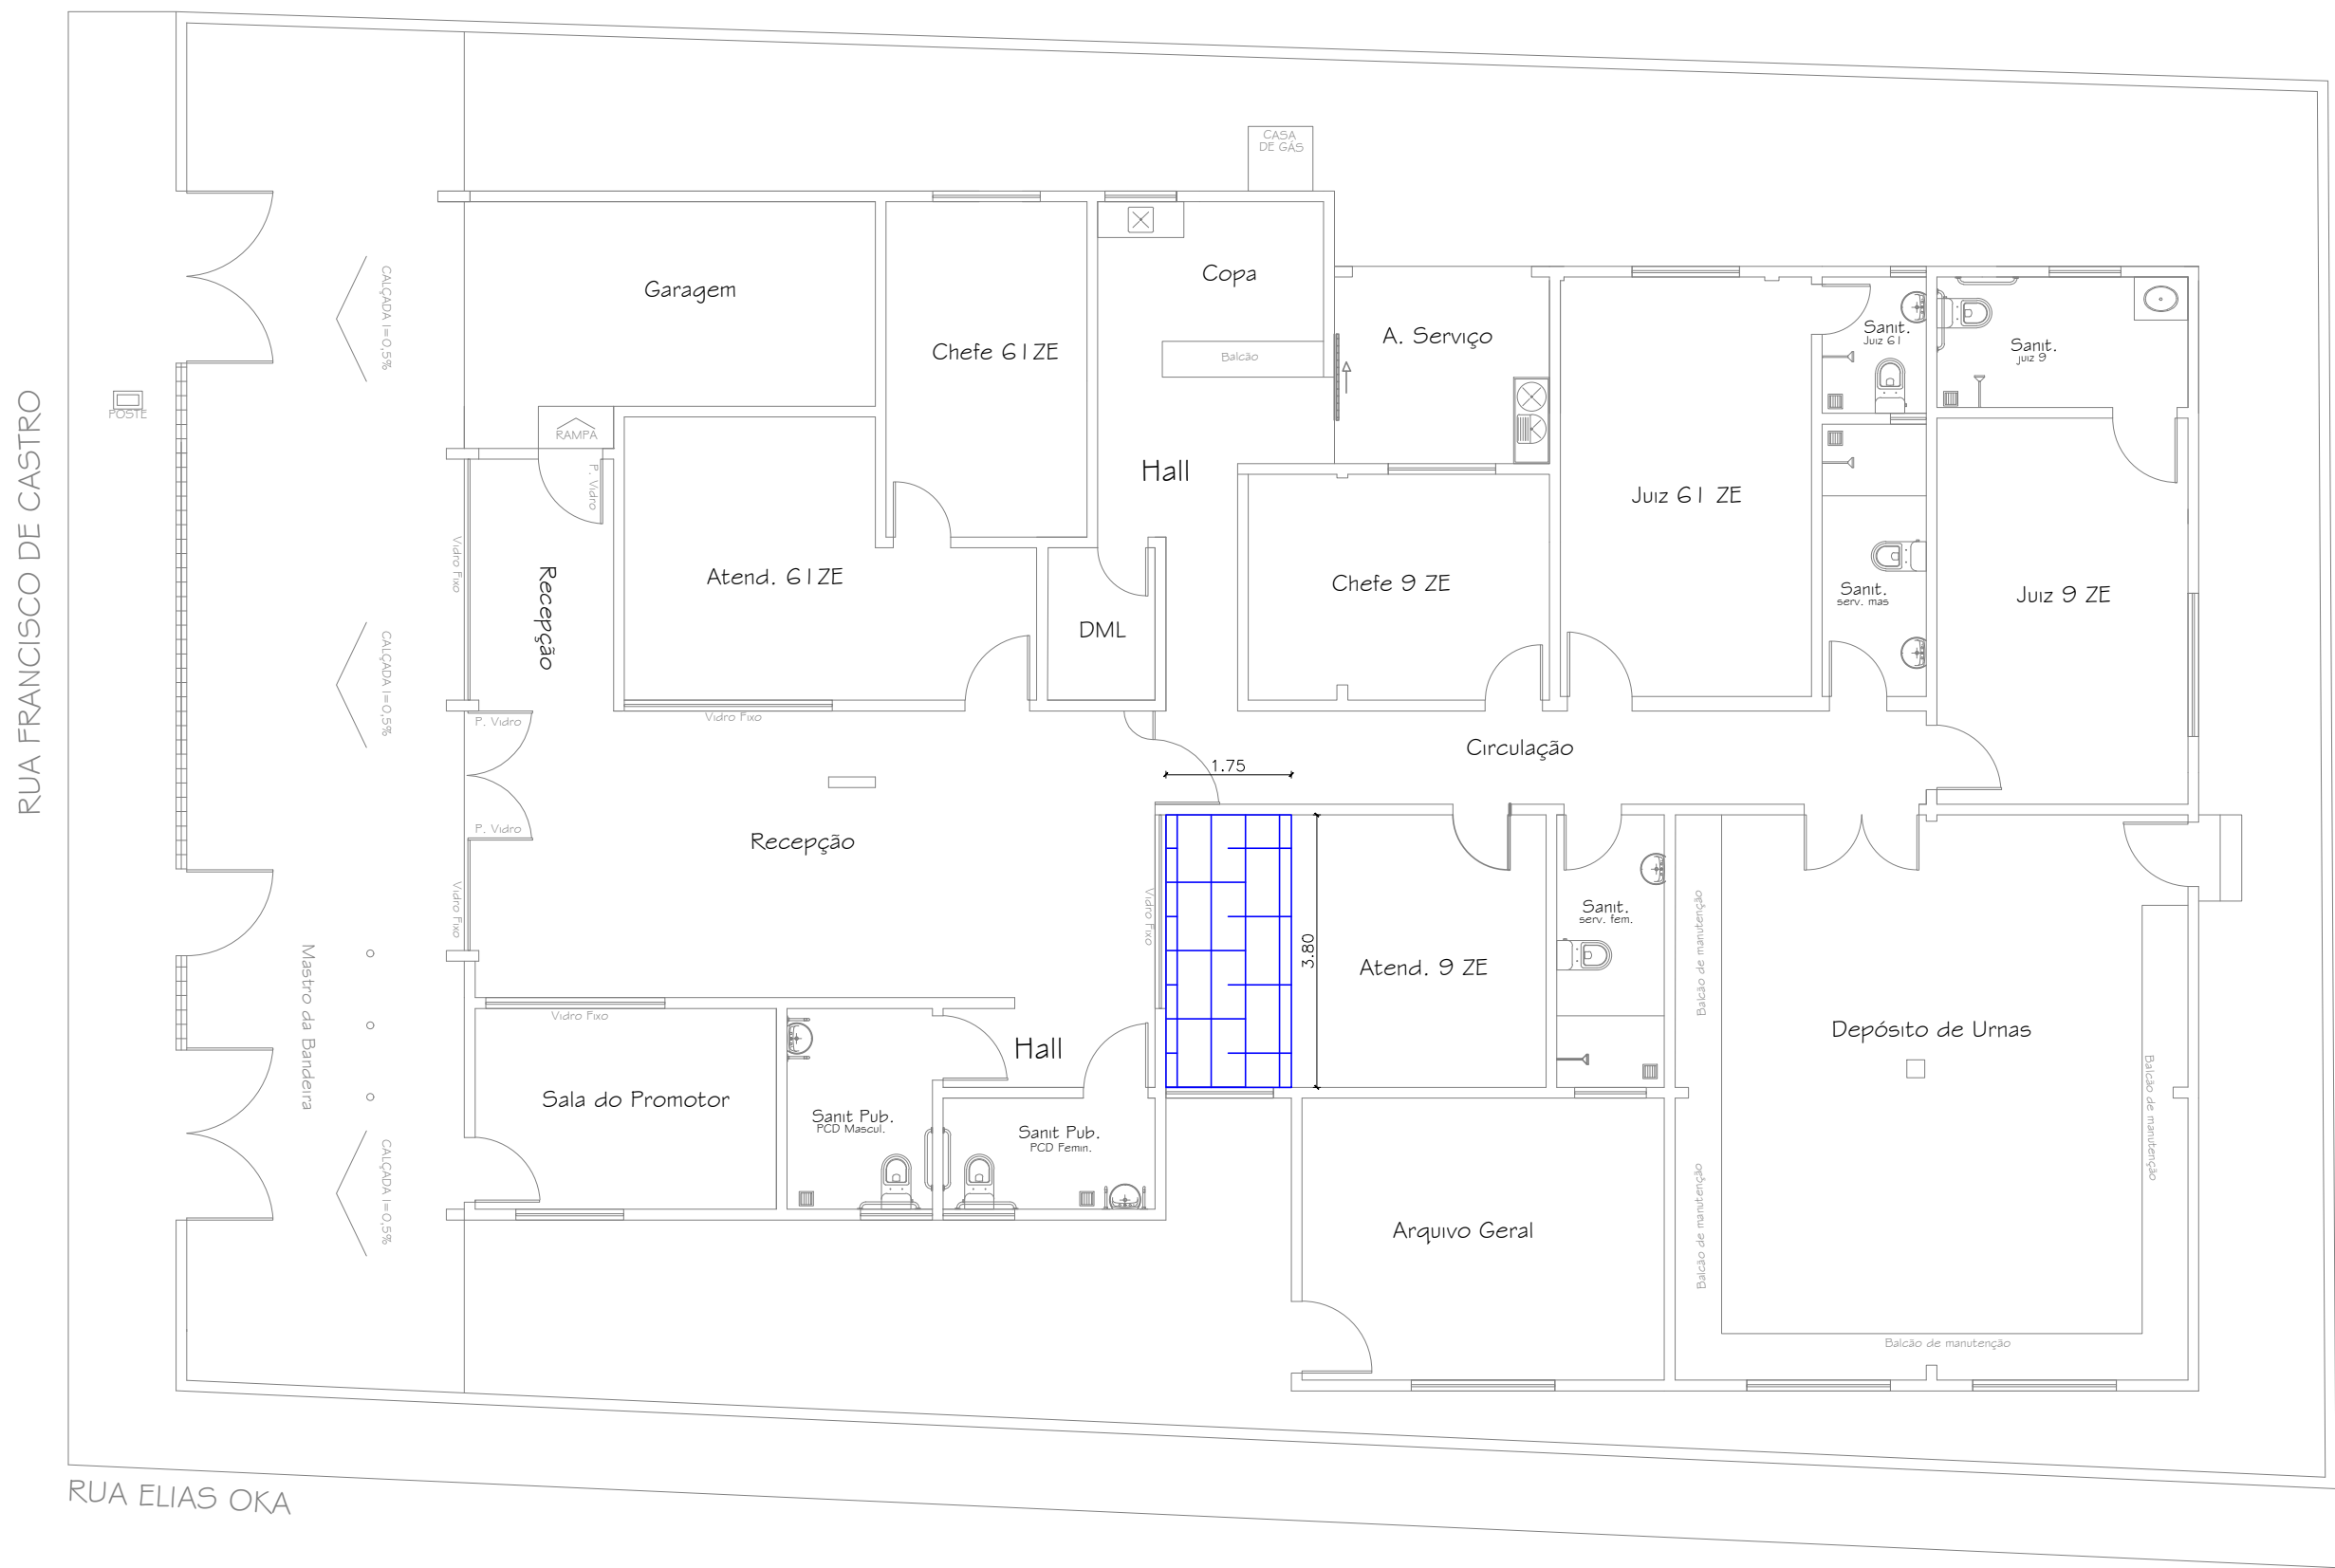 CASA
DE GÁS
Copa
Garagem
CALÇADA I=0,5%
A. Serviço
Sanit.
Juiz 61
Sanit.
juiz 9
Chefe 61ZE
Balcão
POSTE
RAMPA
P. Vidro
Hall
Juiz 61 ZE
RUA FRANCISCO DE CASTRO
Vidro Fixo
Recepção
Atend. 61ZE
Chefe 9 ZE
Sanit.
serv. mas
Juiz 9 ZE
DML
CALÇADA I=0,5%
P. Vidro
Vidro Fixo
Circulação
1.75
P. Vidro
Recepção
Vidro Fixo
Vidro Fixo
3.80
Atend. 9 ZE
Sanit.
serv. fem.
Balcão de manutenção
Mastro da Bandeira
Vidro Fixo
Hall
Depósito de Urnas
Sala do Promotor
Sanit Pub.
PCD Mascul.
Sanit Pub.
PCD Femin.
Balcão de manutenção
CALÇADA I=0,5%
Arquivo Geral
Balcão de manutenção
Balcão de manutenção
RUA ELIAS OKA